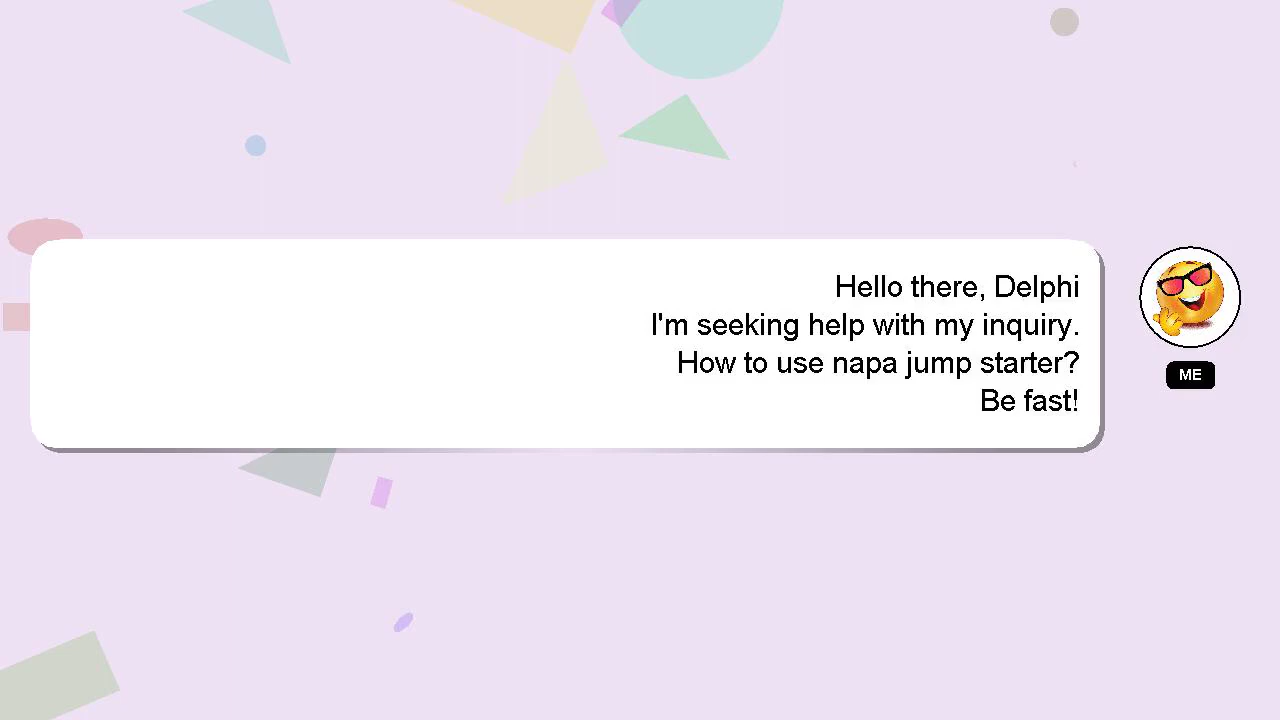 Hello there, Delphi
I'm seeking help with my inquiry.
How to use napa jump starter?
Be fast!
ME